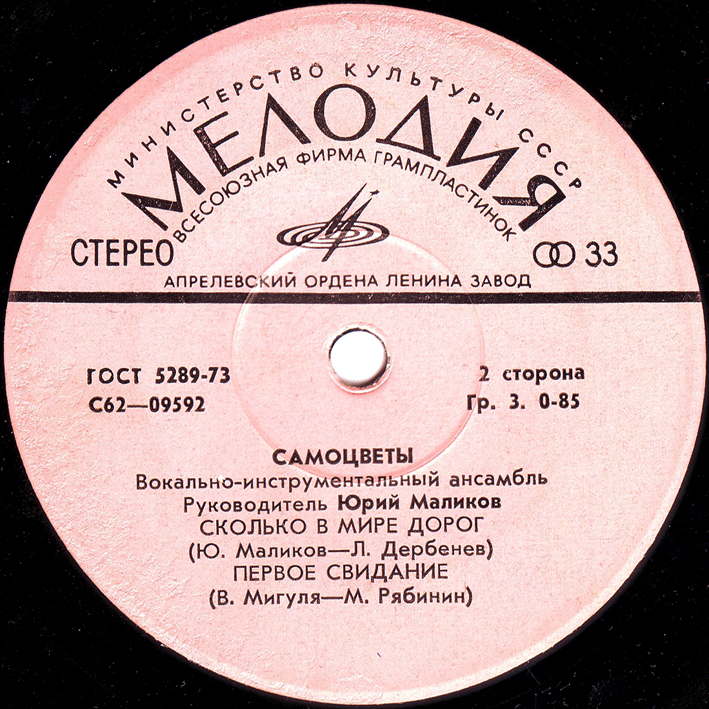 МИНИСТЕРСТВО КУЛЬТУРЫ СССР
МЕЛОДИЯ
ВСЕСОЮЗНАЯ ФИРМА ГРАМПЛАСТИНОК
СТЕРЕО
33
АПРЕЛЕВСКИЙ ОРДЕНА ЛЕНИНА ЗАВОД
ГОСТ 5289-73
2 сторона
С62—09592
Гр. 3. 0-85
САМОЦВЕТЫ
Вокально-инструментальный ансамбль
Руководитель Юрий Маликов
СКОЛЬКО В МИРЕ ДОРОГ
(Ю. Маликов—Л. Дербенев)
ПЕРВОЕ СВИДАНИЕ
(В. Мигуля—М. Рябинин)